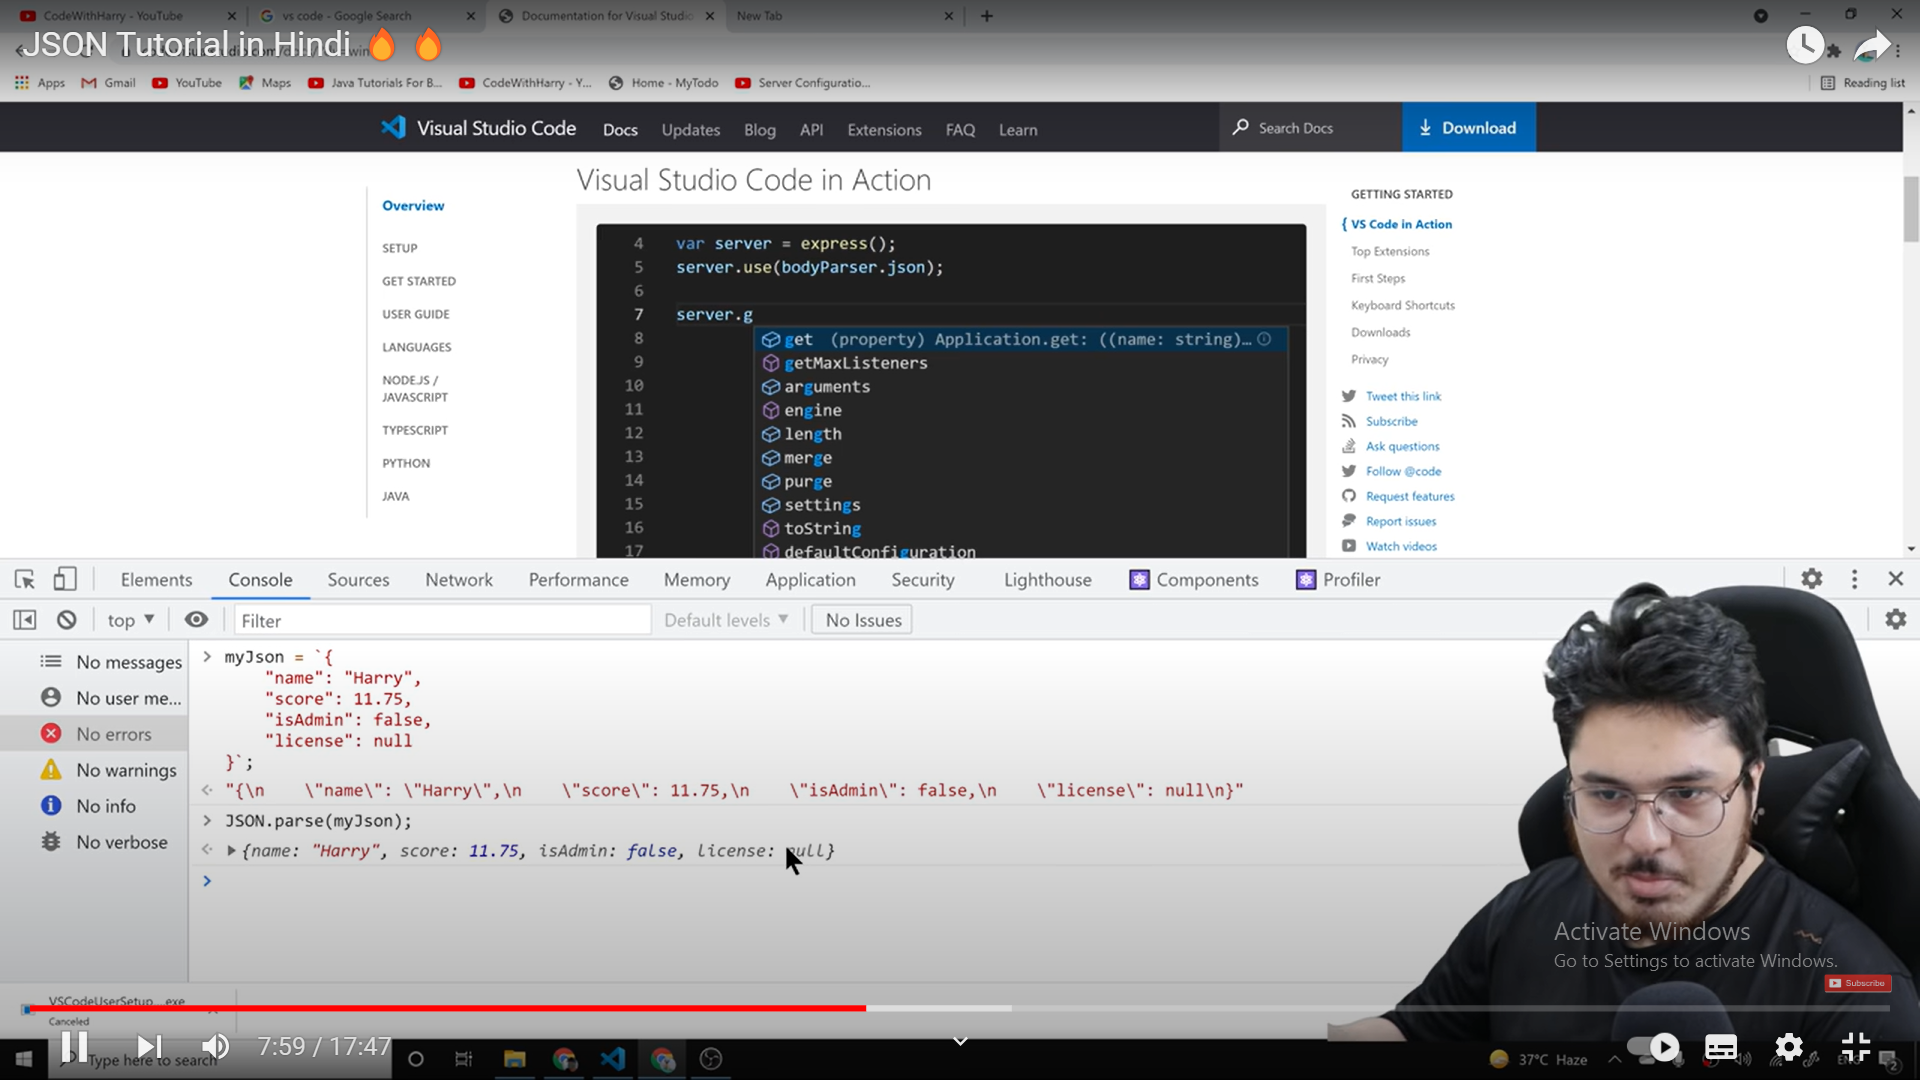 CodeWithHarry - YouTube
vs code - Google Search
Documentation for Visual Studi
New Tab
JSON Tutorial in Hindi 🔥 🔥
Apps
Gmail
YouTube
Maps
Java Tutorials For B...
CodeWithHarry - Y...
Home - MyTodo
Server Configuratio...
Reading list
Visual Studio Code
Docs
Updates
Blog
API
Extensions
FAQ
Learn
Search Docs
Download
Visual Studio Code in Action
Overview
SETUP
GET STARTED
USER GUIDE
LANGUAGES
NODE.JS /
JAVASCRIPT
TYPESCRIPT
PYTHON
JAVA
4 var server = express();
5 server.use(bodyParser.json);
6
7 server.g
8 get (property) Application.get: ((name: string)…
9 getMaxListeners
10 arguments
11 engine
12 length
13 merge
14 purge
15 settings
16 toString
17 defaultConfiguration
GETTING STARTED
VS Code in Action
Top Extensions
First Steps
Keyboard Shortcuts
Downloads
Privacy
Tweet this link
Subscribe
Ask questions
Follow @code
Request features
Report issues
Watch videos
Elements
Console
Sources
Network
Performance
Memory
Application
Security
Lighthouse
Components
Profiler
top
Filter
Default levels
No Issues
No messages
No user me...
No errors
No warnings
No info
No verbose
> myJson = `{
"name": "Harry",
"score": 11.75,
"isAdmin": false,
"license": null
}`;
"{\n    \"name\": \"Harry\",\n    \"score\": 11.75,\n    \"isAdmin\": false,\n    \"license\": null\n}"
> JSON.parse(myJson);
{name: "Harry", score: 11.75, isAdmin: false, license: null}
>
Activate Windows
Go to Settings to activate Windows.
Subscribe
VSCodeUserSetup....exe
Canceled
7:59 / 17:47
Type here to search
37°C Haze